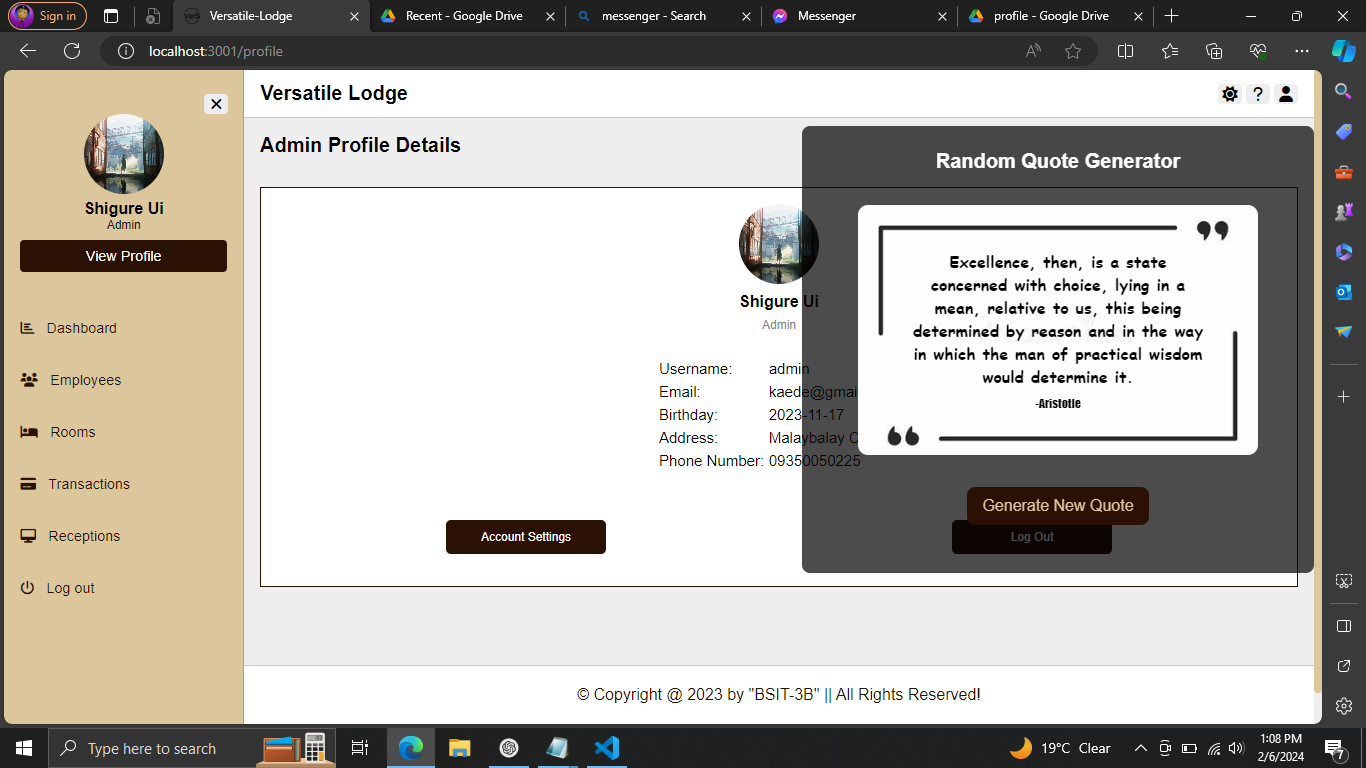 Sign in
Versatile-Lodge
Recent - Google Drive
messenger - Search
Messenger
profile - Google Drive
localhost:3001/profile
Versatile Lodge
?
Shigure Ui
Admin
View Profile
Dashboard
Employees
Rooms
Transactions
Receptions
Log out
Admin Profile Details
Shigure Ui
Admin
Username: admin
Email: kaede@gmai
Birthday: 2023-11-17
Address: Malaybalay C
Phone Number: 09350050225
Account Settings
Log Out
Random Quote Generator
Excellence, then, is a state
concerned with choice, lying in a
mean, relative to us, this being
determined by reason and in the way
in which the man of practical wisdom
would determine it.
-Aristotle
Generate New Quote
© Copyright @ 2023 by "BSIT-3B" || All Rights Reserved!
Type here to search
19°C Clear
1:08 PM
2/6/2024
7